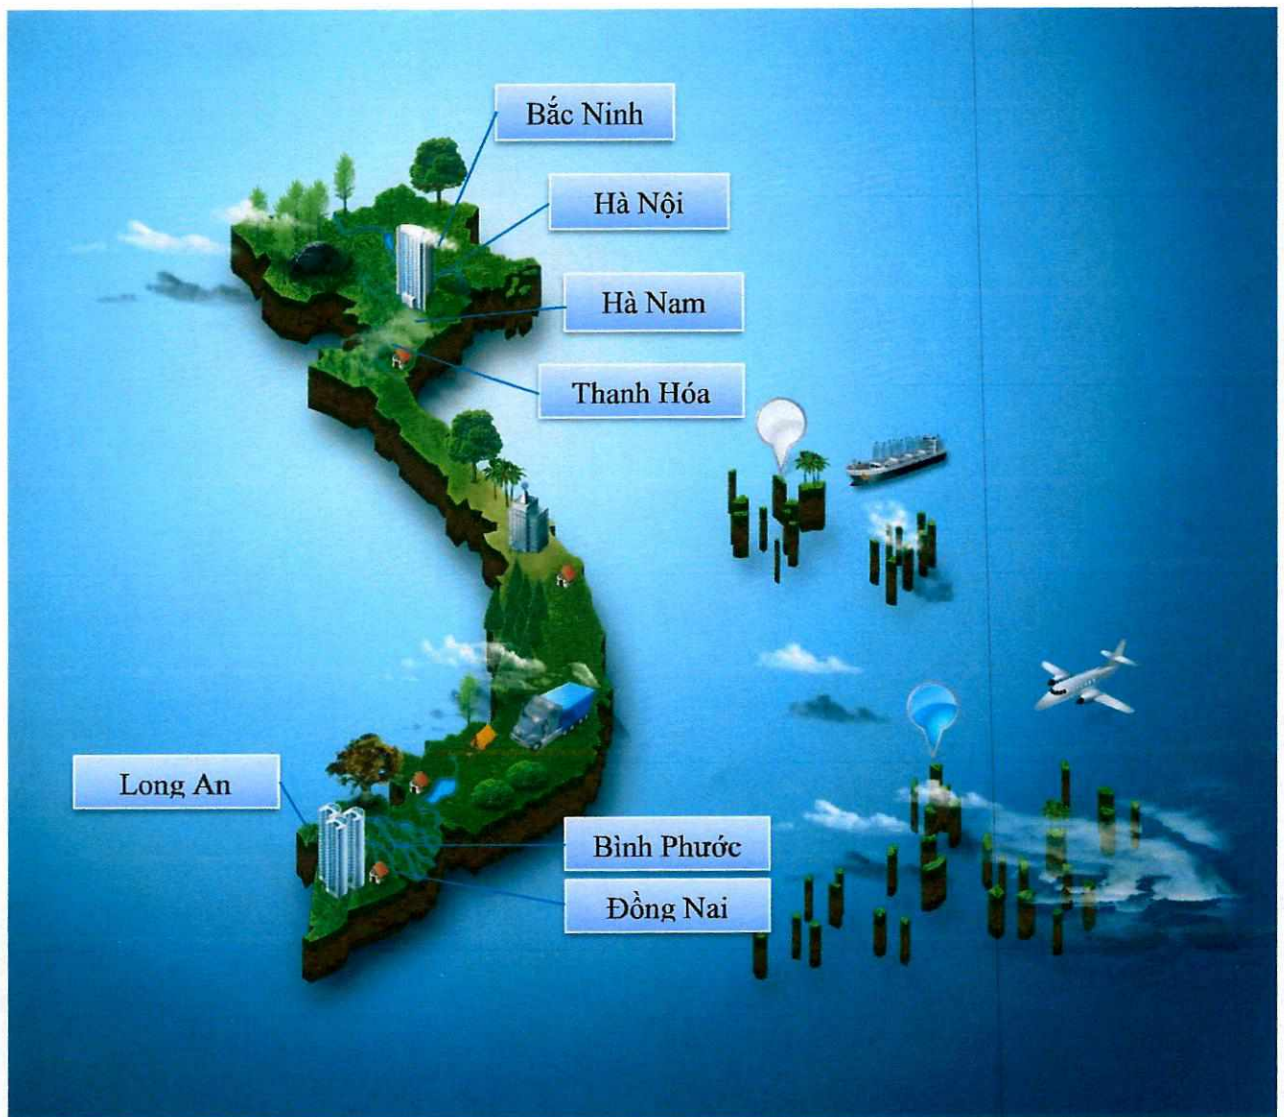 Bắc Ninh
Hà Nội
Hà Nam
Thanh Hóa
Long An
Bình Phước
Đồng Nai